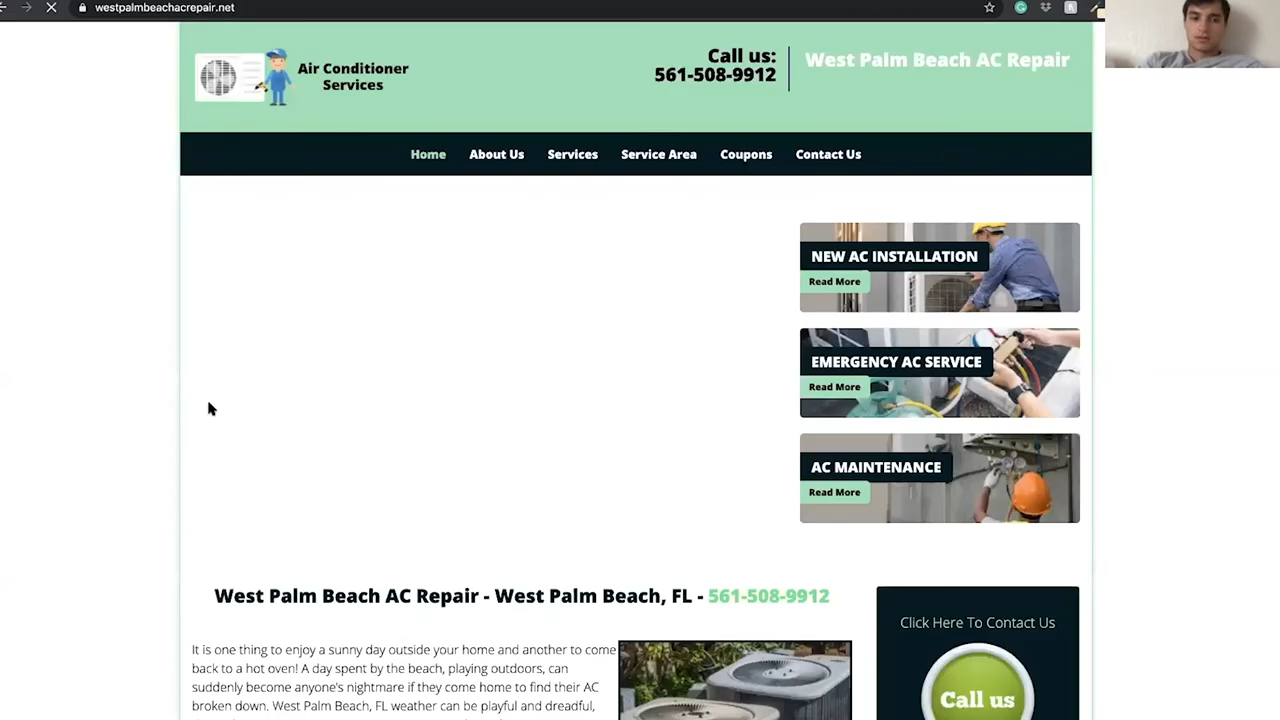 westpalmbeachacrepair.net
Air Conditioner
Services
Call us:
561-508-9912
West Palm Beach AC Repair
Home About Us Services Service Area Coupons Contact Us
NEW AC INSTALLATION
Read More
EMERGENCY AC SERVICE
Read More
AC MAINTENANCE
Read More
West Palm Beach AC Repair - West Palm Beach, FL - 561-508-9912
It is one thing to enjoy a sunny day outside your home and another to come
back to a hot oven! A day spent by the beach, playing outdoors, can
suddenly become anyone's nightmare if they come home to find their AC
broken down. West Palm Beach, FL weather can be playful and dreadful,
Click Here To Contact Us
Call us